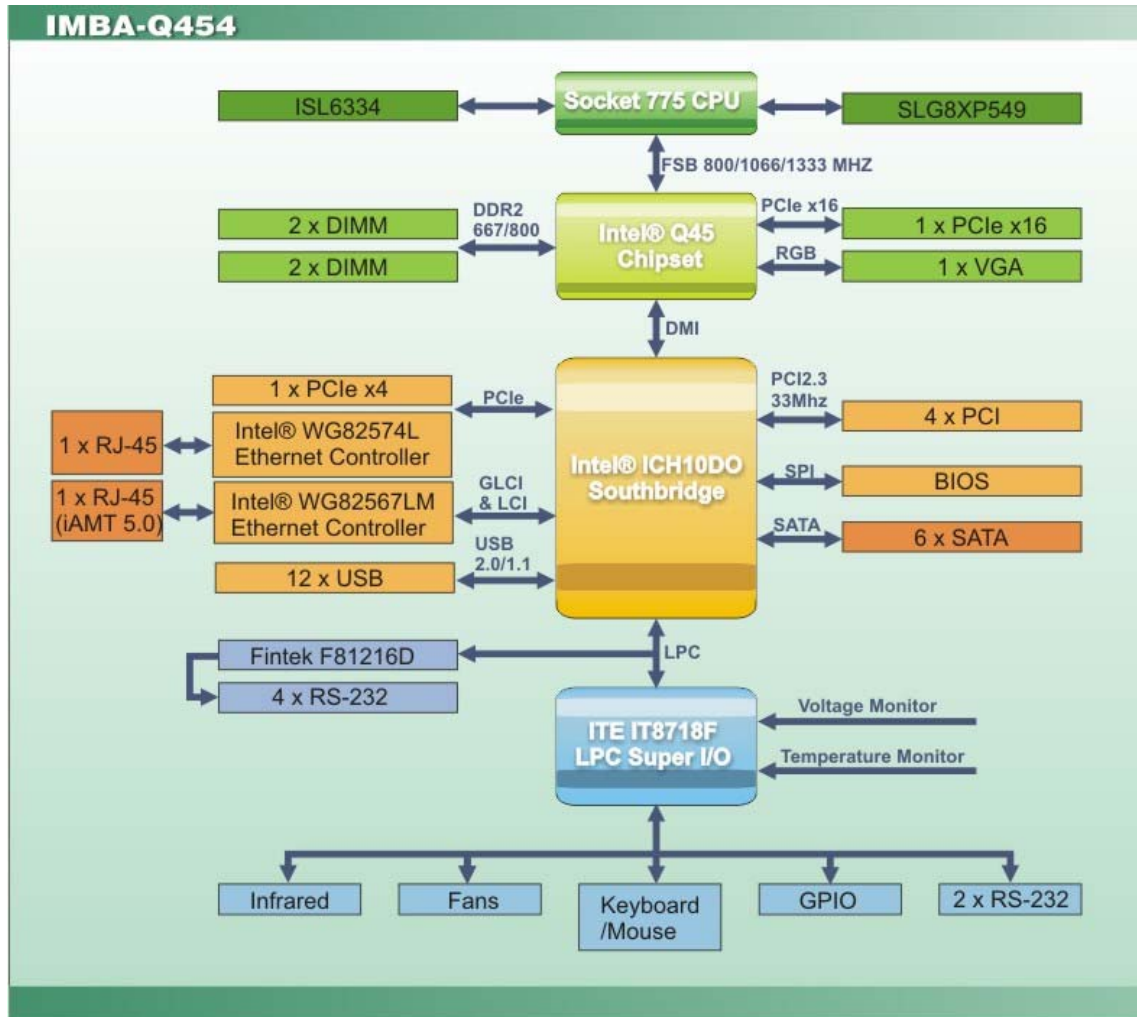 IMBA-Q454
ISL6334
Socket 775 CPU
SLG8XP549
FSB 800/1066/1333 MHZ
2 x DIMM
2 x DIMM
DDR2
667/800
Intel® Q45
Chipset
PCIe x16
1 x PCIe x16
RGB
1 x VGA
DMI
1 x PCIe x4
PCIe
1 x RJ-45
Intel® WG82574L
Ethernet Controller
1 x RJ-45
(iAMT 5.0)
Intel® WG82567LM
Ethernet Controller
GLCI
& LCI
12 x USB
USB
2.0/1.1
Intel® ICH10DO
Southbridge
PCI2.3
33Mhz
4 x PCI
SPI
BIOS
SATA
6 x SATA
LPC
Fintek F81216D
4 x RS-232
ITE IT8718F
LPC Super I/O
Voltage Monitor
Temperature Monitor
Infrared
Fans
Keyboard
/Mouse
GPIO
2 x RS-232